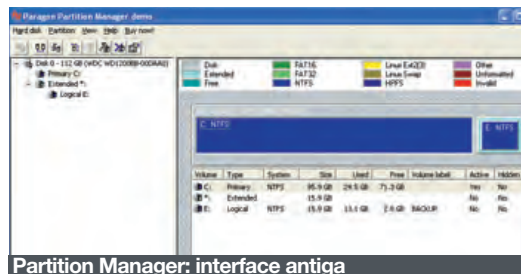 Paragon Partition Manager demo
Hard disk Partition View Help Buy now!
Disk 0 - 112 GB (WDC WD1200BB-00DAA0)
Primary C:
Extended *:
Logical E:
Disk FAT16 Linux Ext2/3 Other
Extended FAT32 Linux Swap Unformatted
Free NTFS HPFS Invalid
C: NTFS E: NTFS
Volume Type System Size Used Free Volume label Active Hidden
C: Primary NTFS 95.9 GB 24.5 GB 71.3 GB Yes No
*: Extended 15.9 GB No No
E: Logical NTFS 15.9 GB 13.1 GB 2.8 GB BACKUP No No
Partition Manager: interface antiga